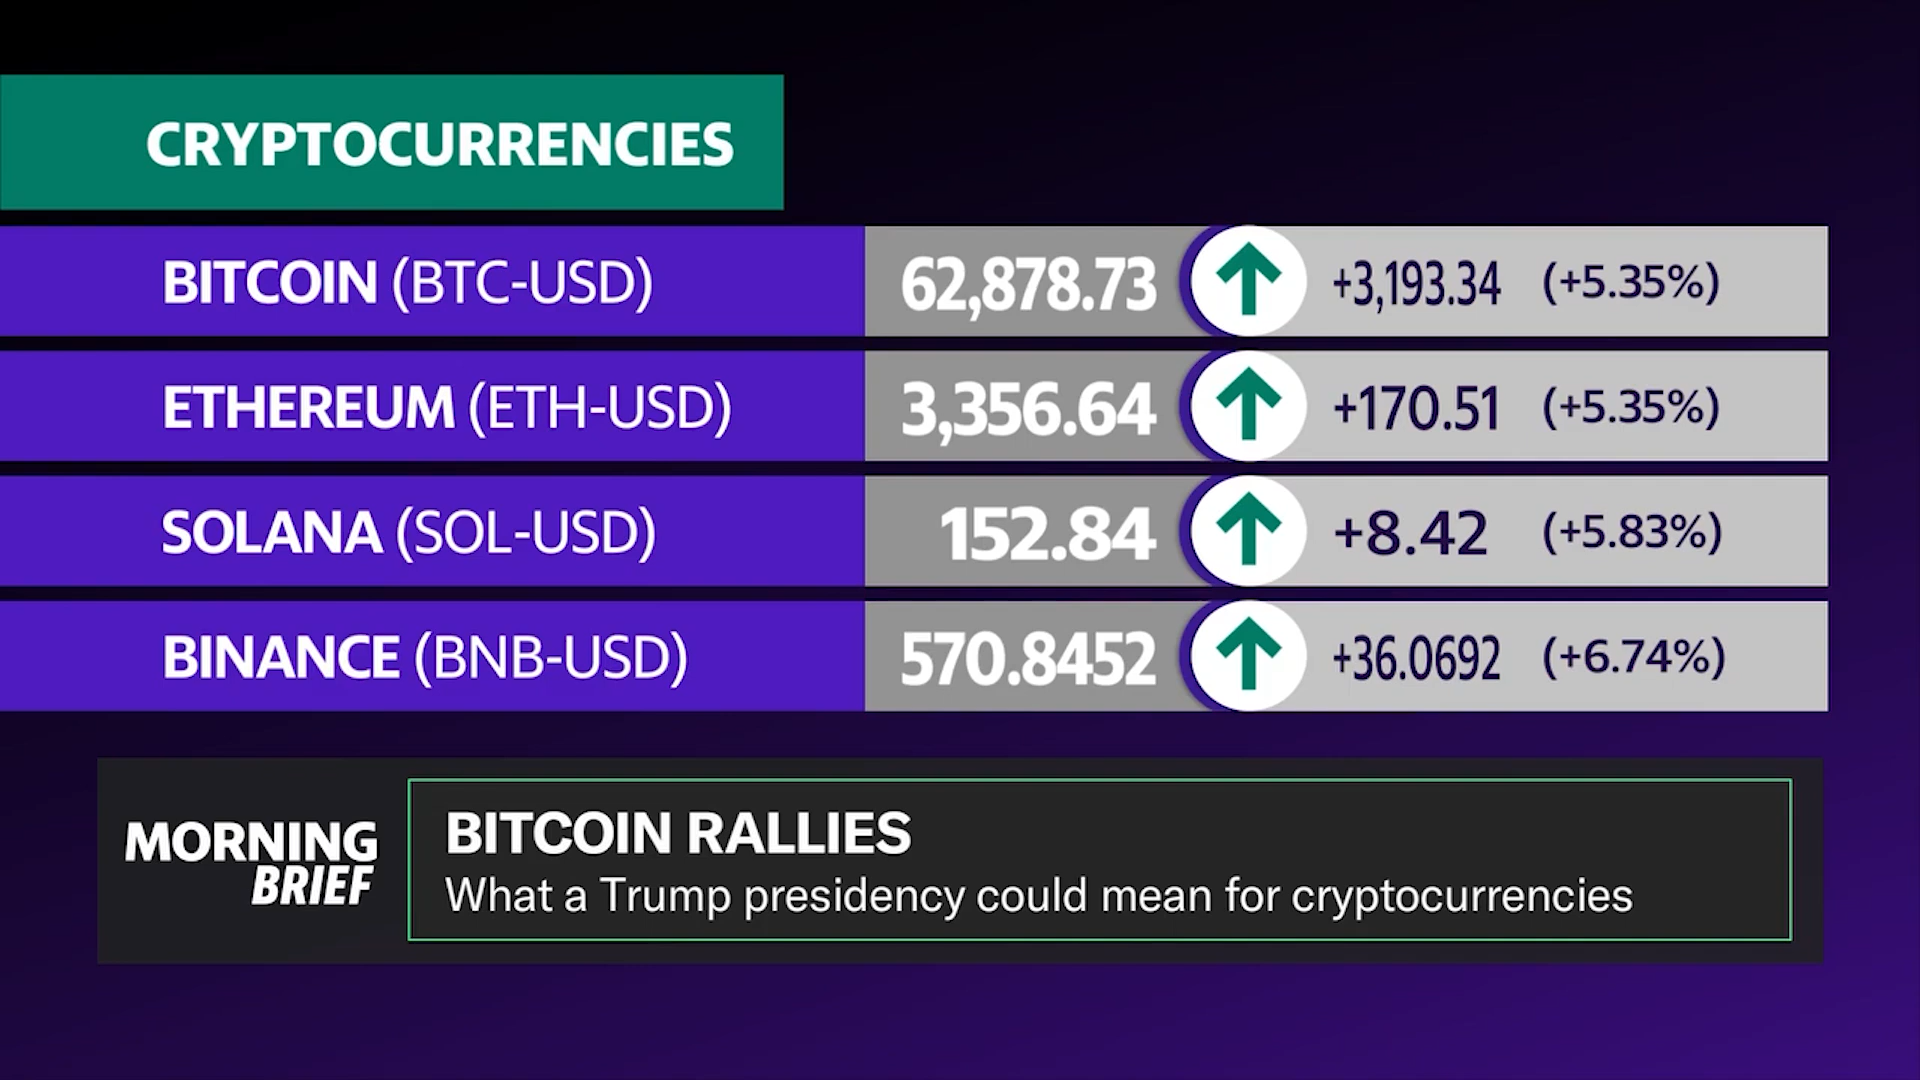 CRYPTOCURRENCIES
BITCOIN (BTC-USD) 62,878.73 +3,193.34 (+5.35%)
ETHEREUM (ETH-USD) 3,356.64 +170.51 (+5.35%)
SOLANA (SOL-USD) 152.84 +8.42 (+5.83%)
BINANCE (BNB-USD) 570.8452 +36.0692 (+6.74%)
MORNING
BRIEF
BITCOIN RALLIES
What a Trump presidency could mean for cryptocurrencies